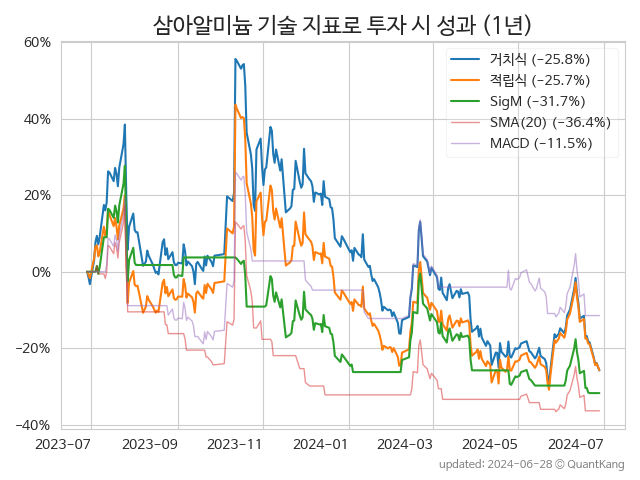 삼아알미늄 기술 지표로 투자 시 성과 (1년)
60%
40%
20%
0%
−20%
−40%
거치식 (−25.8%)
적립식 (−25.7%)
SigM (−31.7%)
SMA(20) (−36.4%)
MACD (−11.5%)
2023-07 2023-09 2023-11 2024-01 2024-03 2024-05 2024-07
updated: 2024-06-28 ⓒ QuantKang